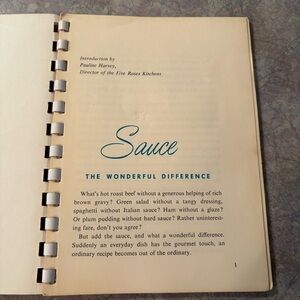 Introduction by
Pauline Harvey,
Director of the Five Roses Kitchens
Sauce
THE WONDERFUL DIFFERENCE
What's hot roast beef without a generous helping of rich
brown gravy? Green salad without a tangy dressing,
spaghetti without Italian sauce? Ham without a glaze?
Or plum pudding without hard sauce? Rather uninterest-
ing fare, don't you agree?
But add the sauce, and what a wonderful difference.
Suddenly an everyday dish has the gourmet touch, an
ordinary recipe becomes out of the ordinary.
1